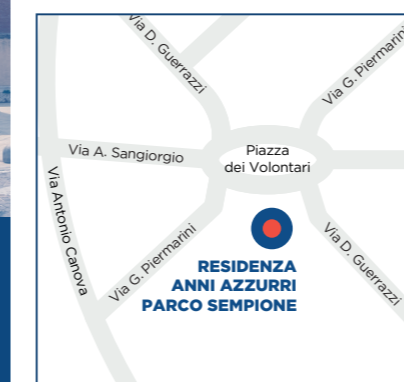 Via D. Guerrazzi
Via G. Piermarini
Via A. Sangiorgio
Piazza
dei Volontari
Via Antonio Canova
Via G. Piermarini
Via D. Guerrazzi
RESIDENZA
ANNI AZZURRI
PARCO SEMPIONE